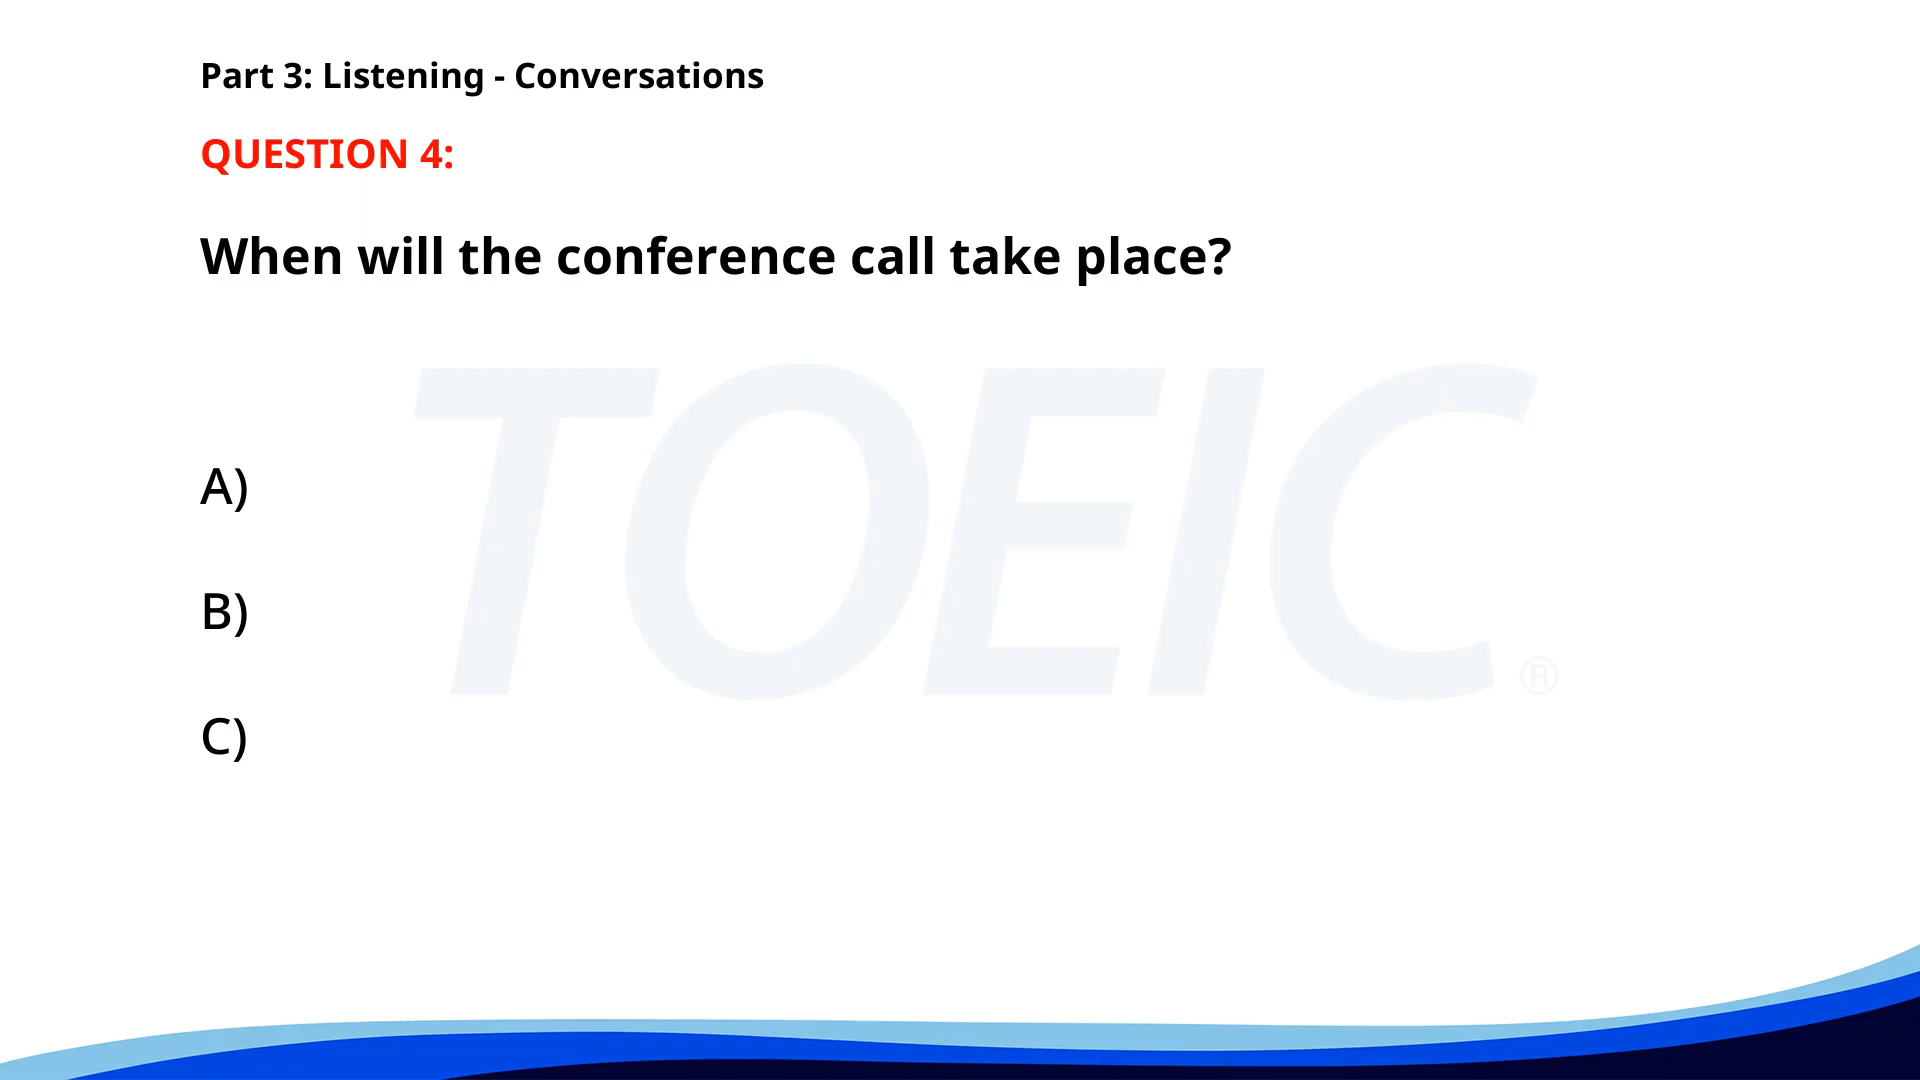 Part 3: Listening - Conversations
QUESTION 4:
When will the conference call take place?
TOEIC®
A)
B)
C)